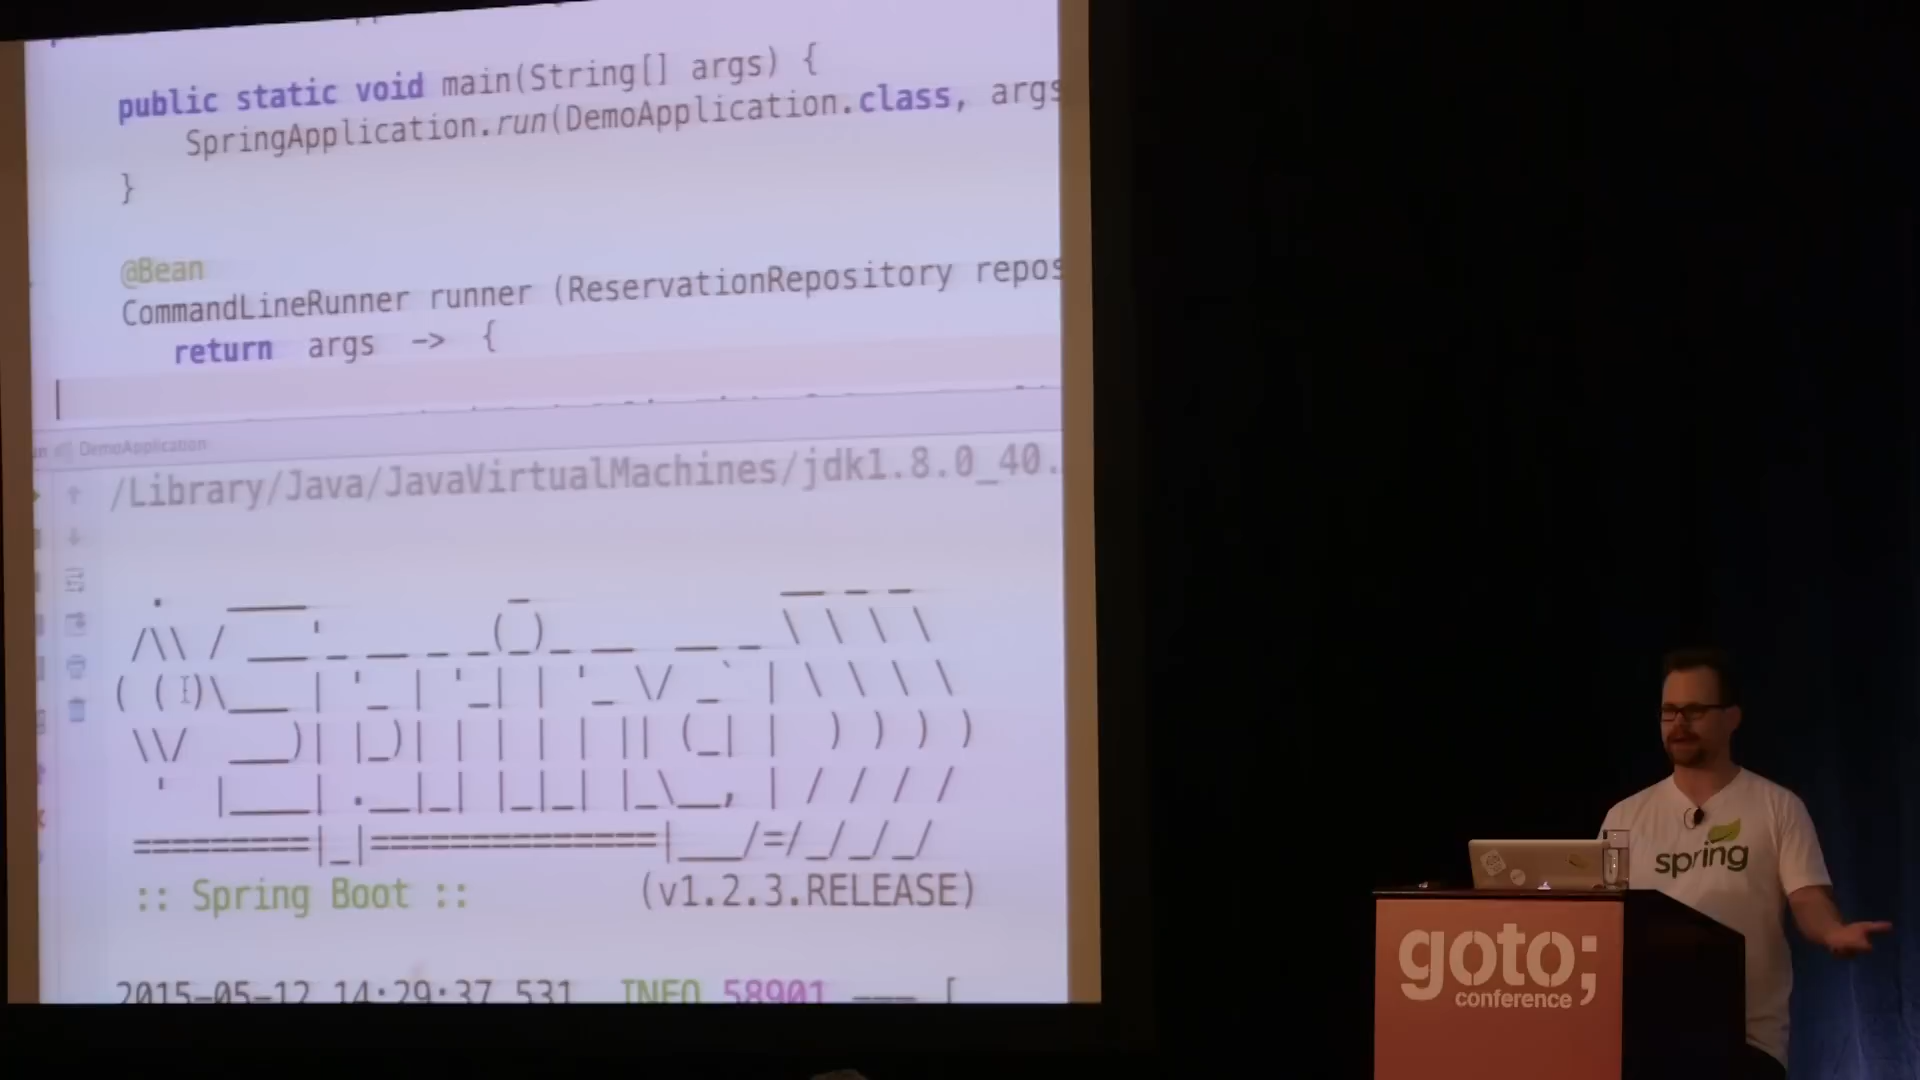 public static void main(String[] args) {
SpringApplication.run(DemoApplication.class, args
}
@Bean
CommandLineRunner runner (ReservationRepository repos
return args -> {
DemoApplication
/Library/Java/JavaVirtualMachines/jdk1.8.0_40.
:: Spring Boot :: (v1.2.3.RELEASE)
2015-05-12 14:29:37.531 INFO 58901 --- [
spring
goto;
conference